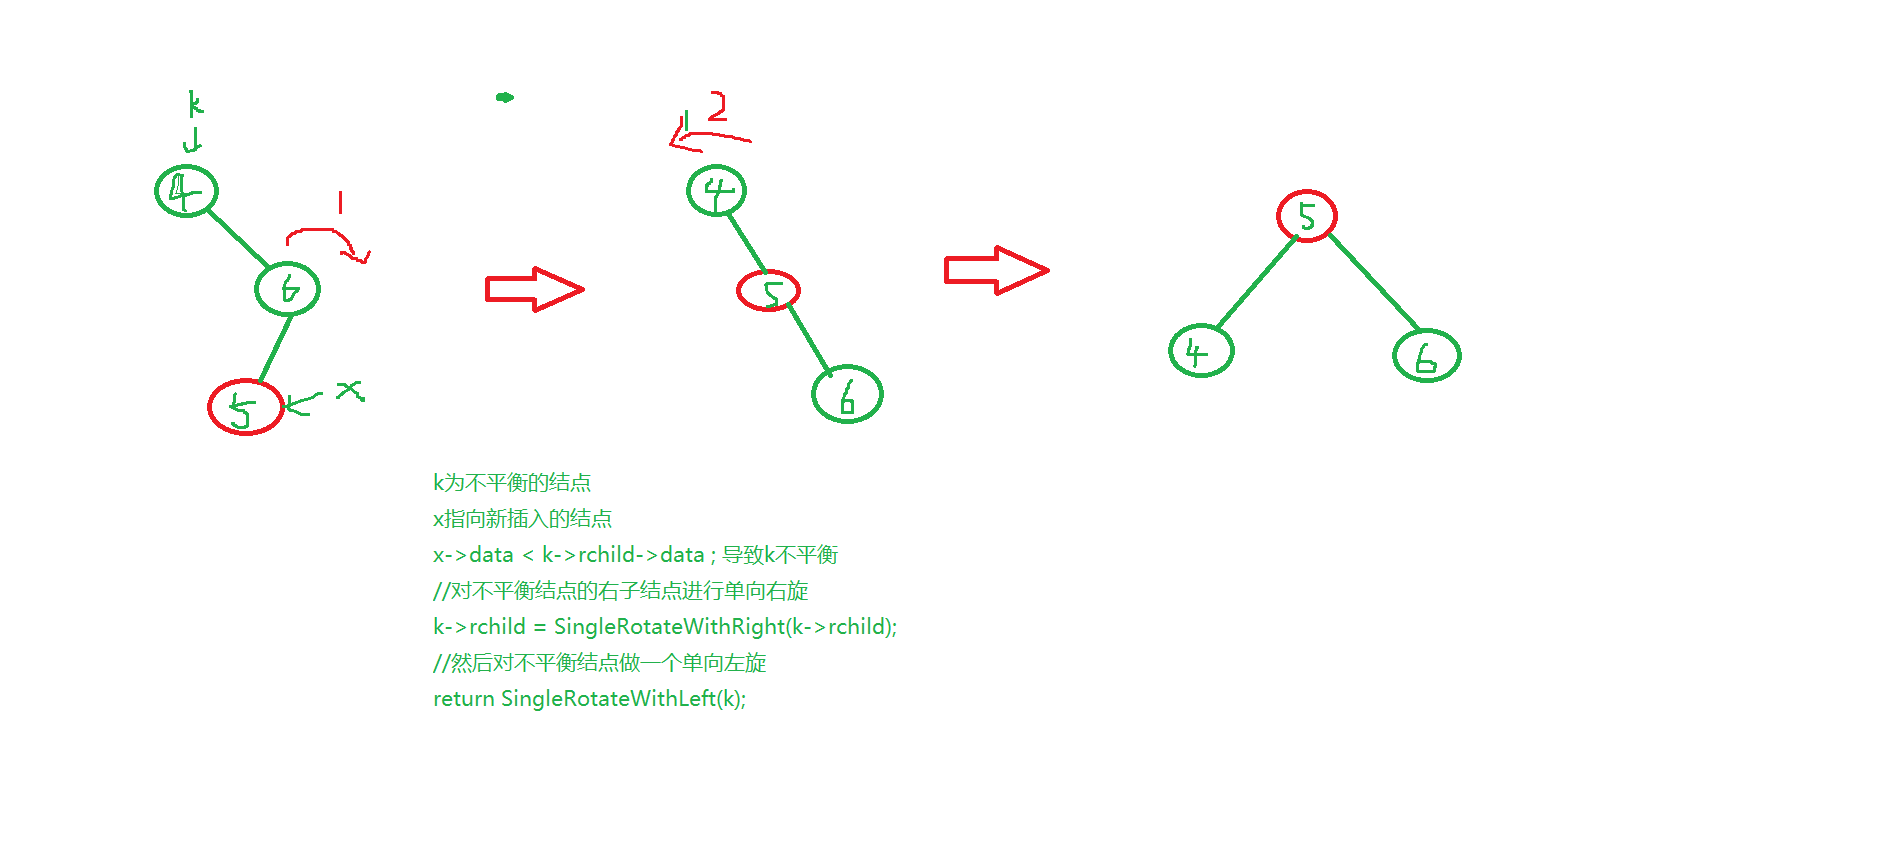 k
1
2
4
4
5
6
5
5
x
4
6
6
k为不平衡的结点
x指向新插入的结点
x->data < k->rchild->data ; 导致k不平衡
//对不平衡结点的右子结点进行单向右旋
k->rchild = SingleRotateWithRight(k->rchild);
//然后对不平衡结点做一个单向左旋
return SingleRotateWithLeft(k);